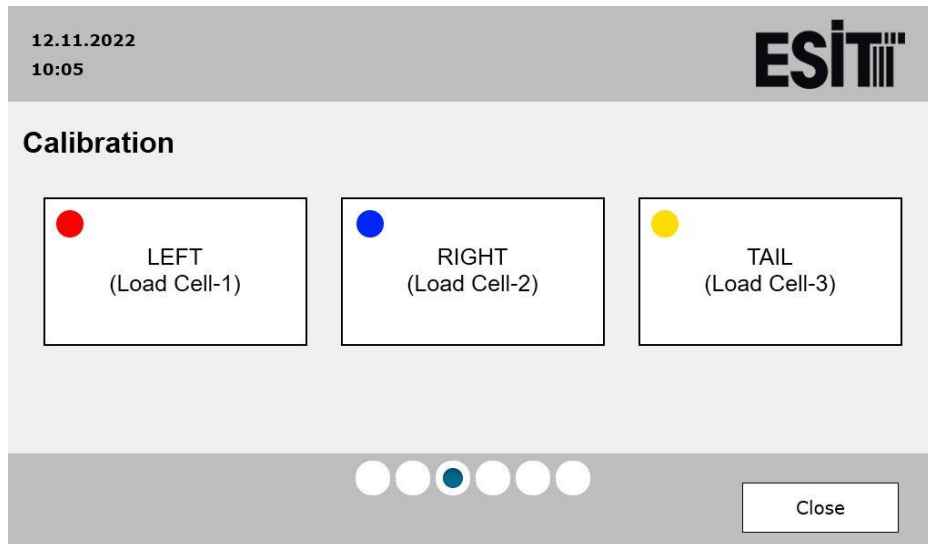 12.11.2022
10:05
ESİT
Calibration
LEFT
(Load Cell-1)
RIGHT
(Load Cell-2)
TAIL
(Load Cell-3)
Close